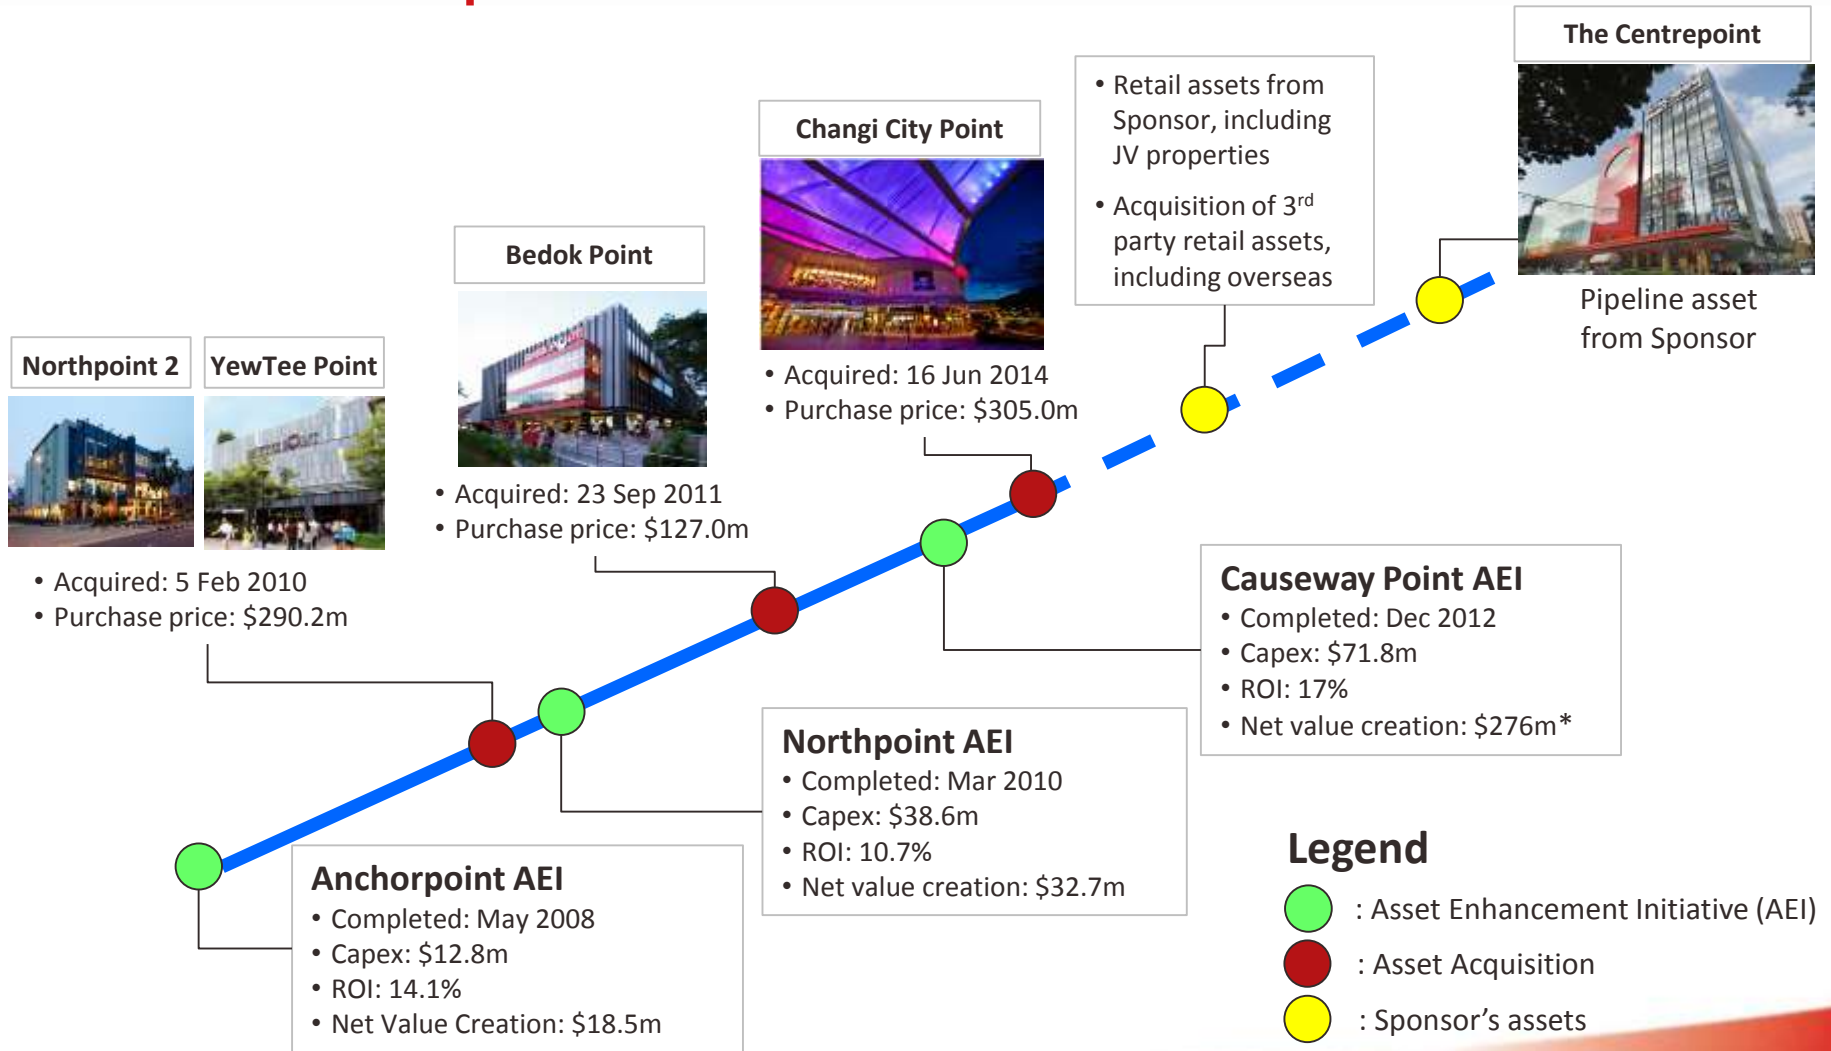 The Centrepoint
Pipeline asset
from Sponsor
• Retail assets from
Sponsor, including
JV properties
• Acquisition of 3rd
party retail assets,
including overseas
Changi City Point
• Acquired: 16 Jun 2014
• Purchase price: $305.0m
Bedok Point
• Acquired: 23 Sep 2011
• Purchase price: $127.0m
Northpoint 2
YewTee Point
• Acquired: 5 Feb 2010
• Purchase price: $290.2m
Causeway Point AEI
• Completed: Dec 2012
• Capex: $71.8m
• ROI: 17%
• Net value creation: $276m*
Northpoint AEI
• Completed: Mar 2010
• Capex: $38.6m
• ROI: 10.7%
• Net value creation: $32.7m
Anchorpoint AEI
• Completed: May 2008
• Capex: $12.8m
• ROI: 14.1%
• Net Value Creation: $18.5m
Legend
: Asset Enhancement Initiative (AEI)
: Asset Acquisition
: Sponsor’s assets